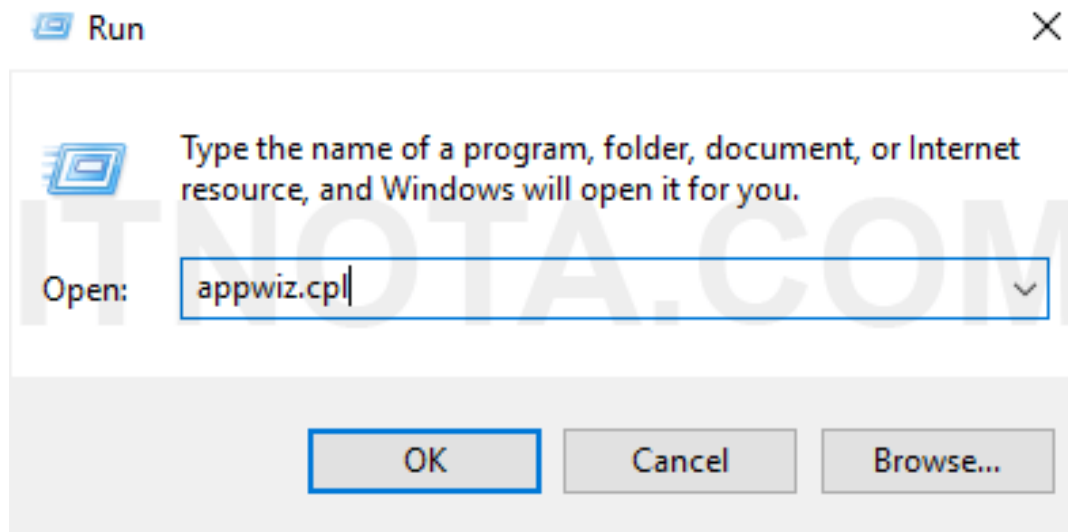 Run
Type the name of a program, folder, document, or Internet
resource, and Windows will open it for you.
ITNOTA.COM
Open: appwiz.cpl
OK Cancel Browse...